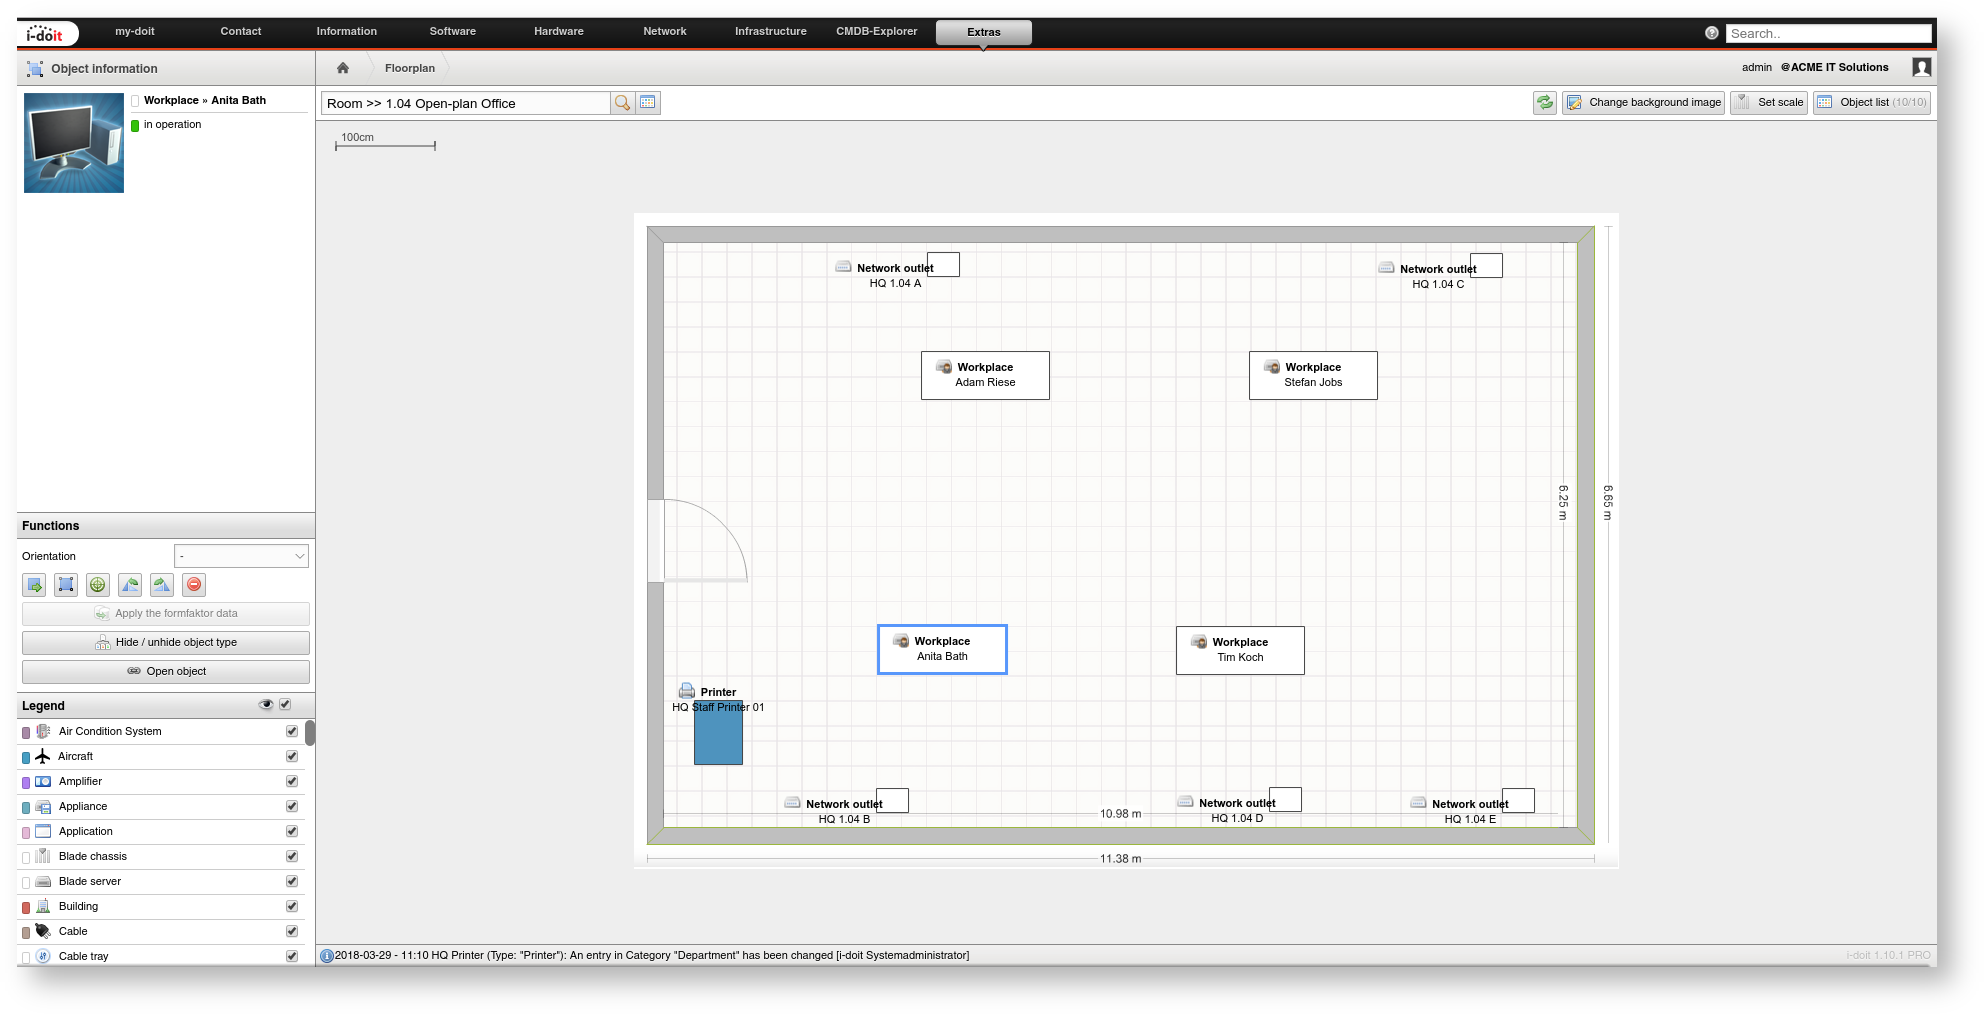 i-doit
my-doit
Contact
Information
Software
Hardware
Network
Infrastructure
CMDB-Explorer
Extras
Search..
Object information
Floorplan
admin @ACME IT Solutions
Workplace » Anita Bath
in operation
Room >> 1.04 Open-plan Office
Change background image
Set scale
Object list (10/10)
100cm
Network outlet
HQ 1.04 A
Network outlet
HQ 1.04 C
Workplace
Adam Riese
Workplace
Stefan Jobs
6.25 m
6.65 m
Workplace
Anita Bath
Workplace
Tim Koch
Printer
HQ Staff Printer 01
Network outlet
HQ 1.04 B
10.98 m
Network outlet
HQ 1.04 D
Network outlet
HQ 1.04 E
11.38 m
Functions
Orientation
-
Apply the formfaktor data
Hide / unhide object type
Open object
Legend
Air Condition System
Aircraft
Amplifier
Appliance
Application
Blade chassis
Blade server
Building
Cable
Cable tray
2018-03-29 - 11:10 HQ Printer (Type: "Printer"): An entry in Category "Department" has been changed [i-doit Systemadministrator]
i-doit 1.10.1 PRO